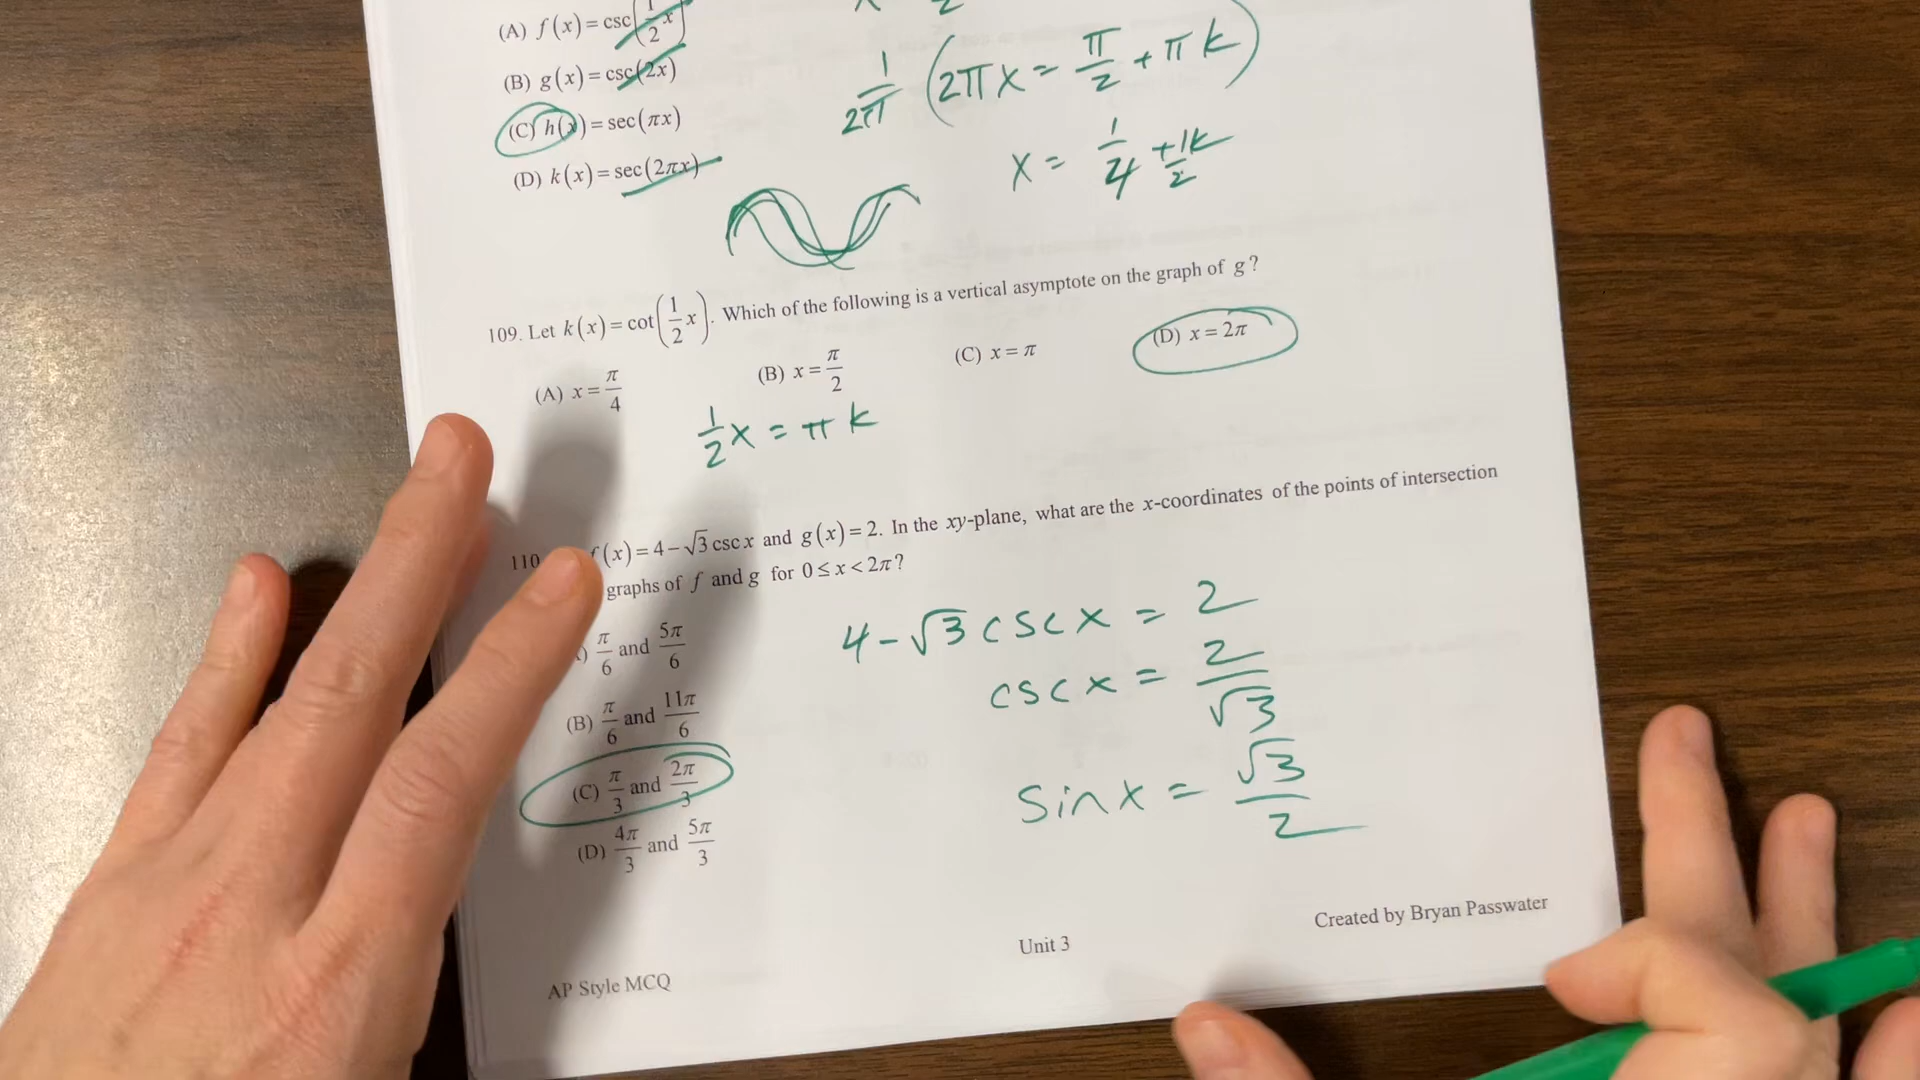 (A) f(x) = csc(1/2 x)
(B) g(x) = csc(2x)
(C) h(x) = sec(πx)
(D) k(x) = sec(2πx)
1/2π (2πx = π/2 + πk)
x = 1/4 + 1k/2
109. Let k(x) = cot(1/2 x). Which of the following is a vertical asymptote on the graph of g?
(A) x = π/4 (B) x = π/2 (C) x = π (D) x = 2π
1/2 x = πk
110 f(x) = 4 − √3 csc x and g(x) = 2. In the xy-plane, what are the x-coordinates of the points of intersection
graphs of f and g for 0 ≤ x < 2π?
) π/6 and 5π/6
(B) π/6 and 11π/6
(C) π/3 and 2π/3
(D) 4π/3 and 5π/3
4 - √3 csc x = 2
csc x = 2/√3
sin x = √3/2
Created by Bryan Passwater
Unit 3
AP Style MCQ